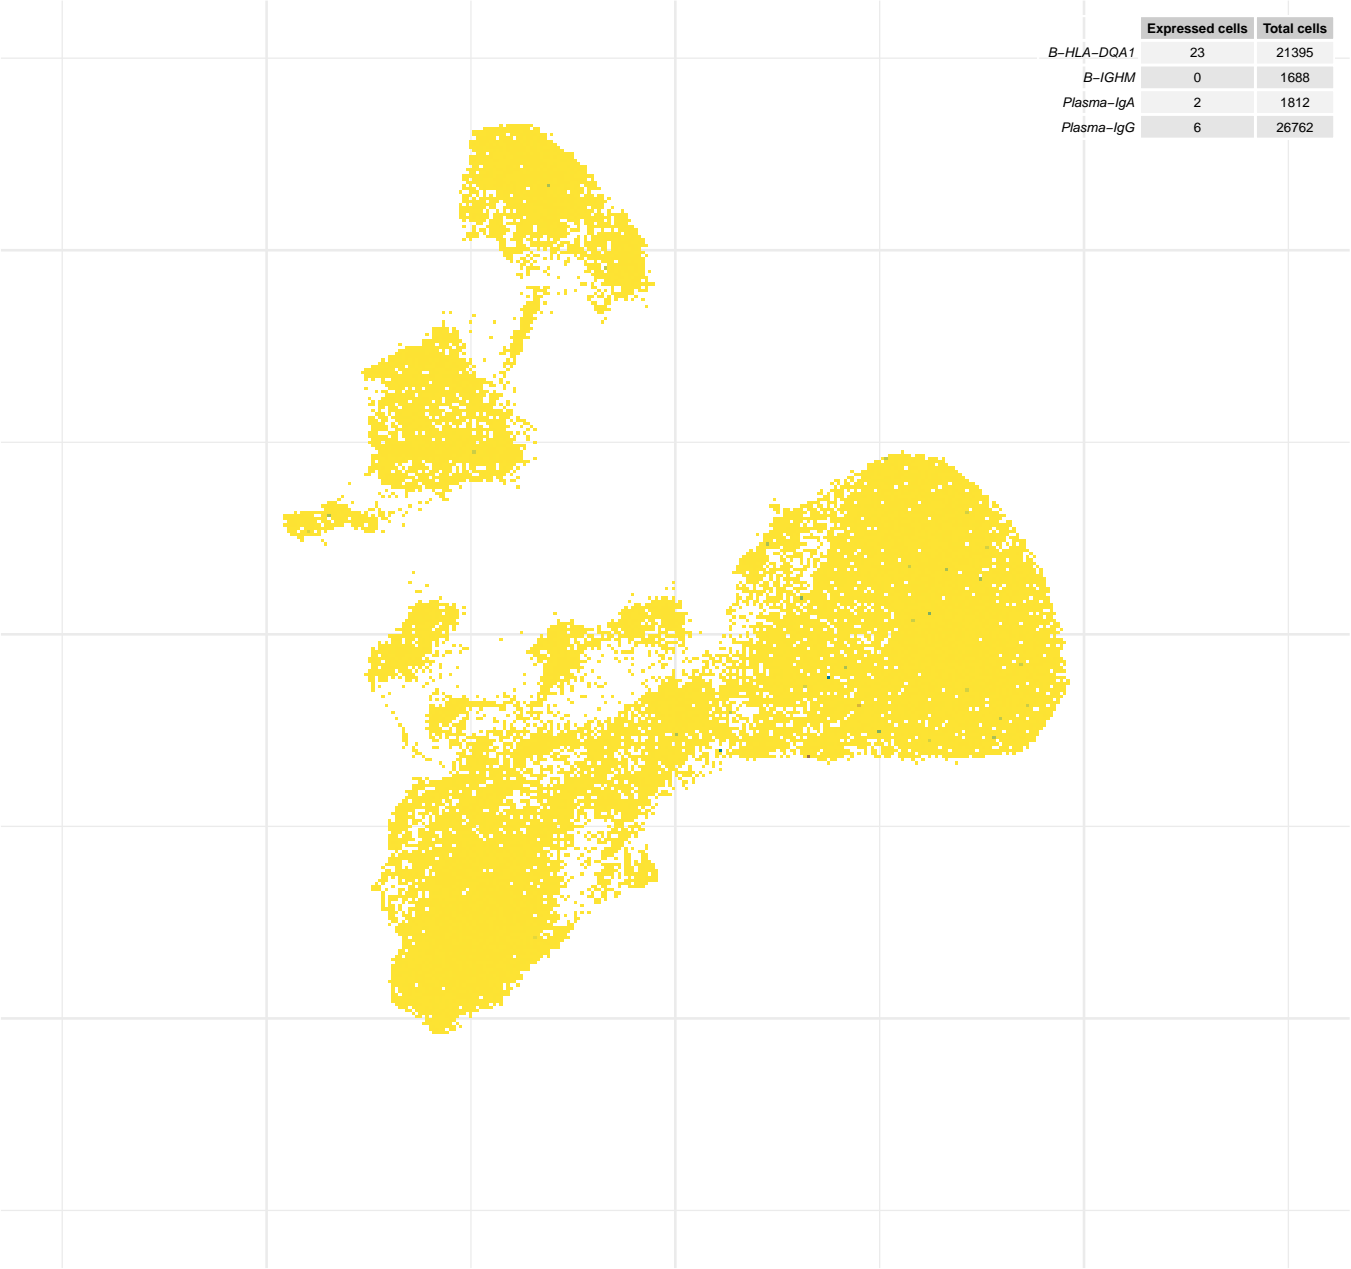 Expressed cells Total cells
B−HLA−DQA1 23 21395
B−IGHM 0 1688
Plasma−IgA 2 1812
Plasma−IgG 6 26762